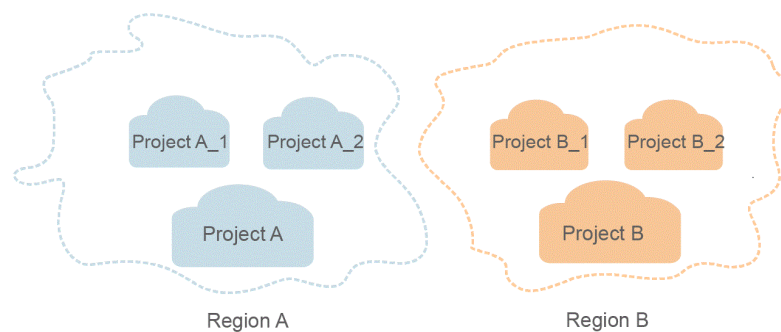 Project A_1
Project A_2
Project B_1
Project B_2
Project A
Project B
Region A
Region B